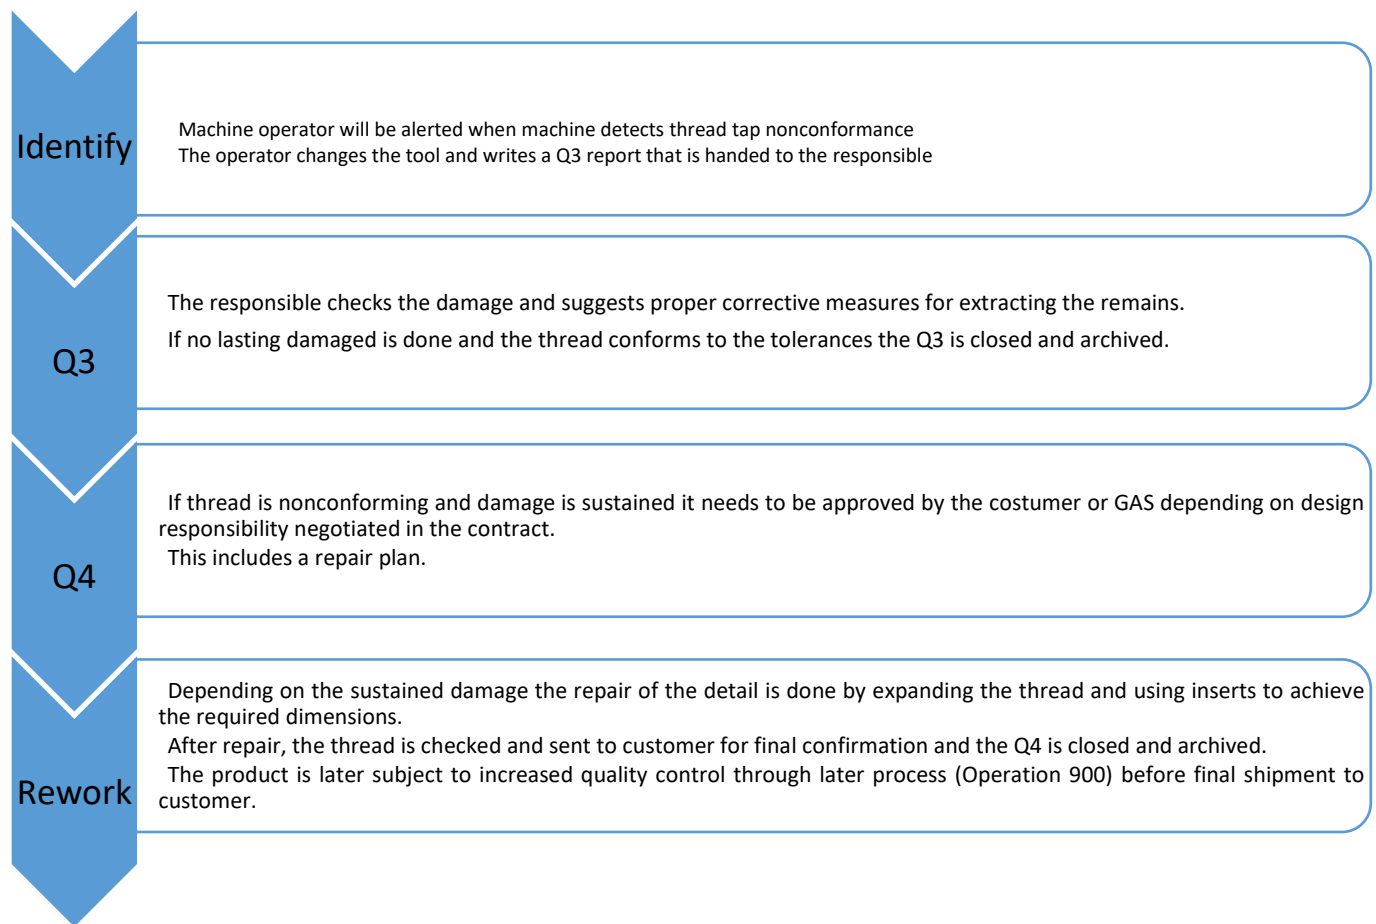 Identify
Machine operator will be alerted when machine detects thread tap nonconformance
The operator changes the tool and writes a Q3 report that is handed to the responsible
Q3
The responsible checks the damage and suggests proper corrective measures for extracting the remains.
If no lasting damaged is done and the thread conforms to the tolerances the Q3 is closed and archived.
Q4
If thread is nonconforming and damage is sustained it needs to be approved by the costumer or GAS depending on design
responsibility negotiated in the contract.
This includes a repair plan.
Rework
Depending on the sustained damage the repair of the detail is done by expanding the thread and using inserts to achieve
the required dimensions.
After repair, the thread is checked and sent to customer for final confirmation and the Q4 is closed and archived.
The product is later subject to increased quality control through later process (Operation 900) before final shipment to
customer.